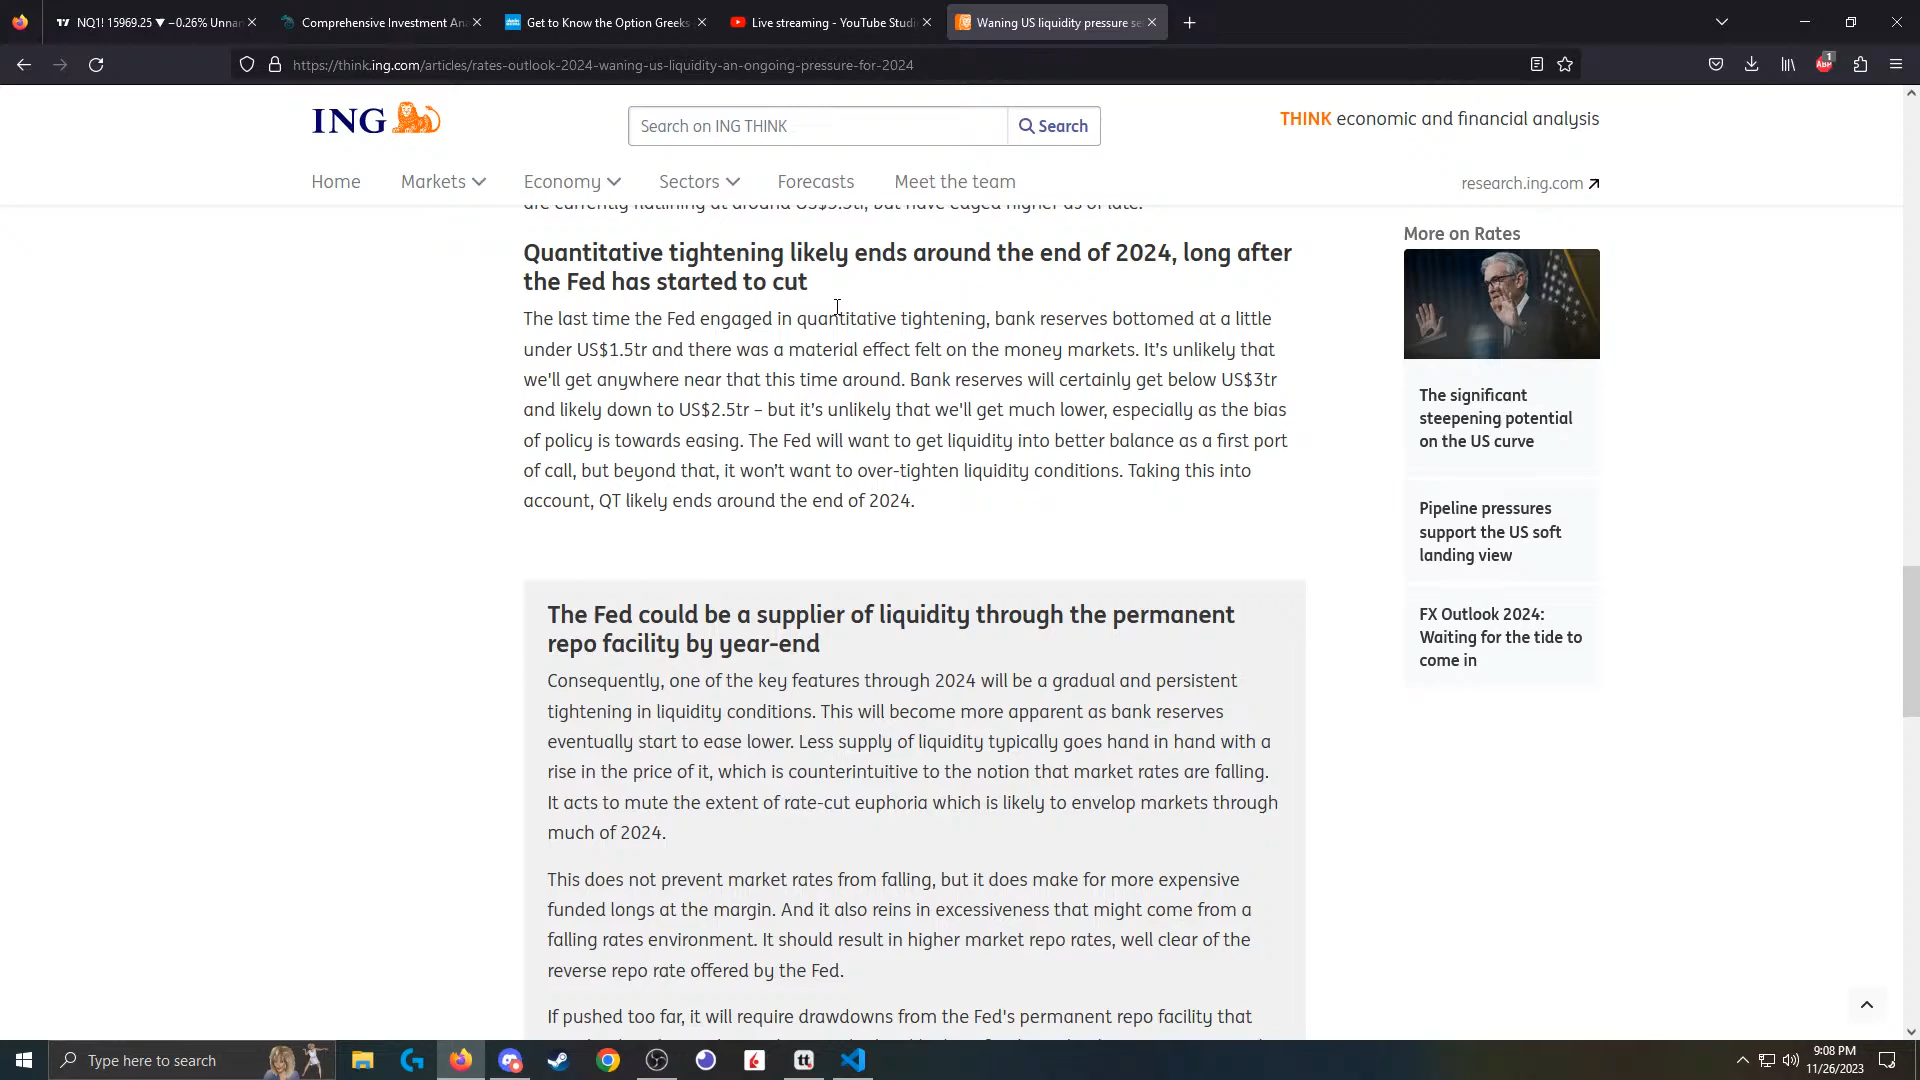 NQ1! 15969.25 ▼ −0.26% Unnar
Comprehensive Investment Ana
Get to Know the Option Greeks
Live streaming - YouTube Studi
Waning US liquidity pressure se
https://think.ing.com/articles/rates-outlook-2024-waning-us-liquidity-an-ongoing-pressure-for-2024
ABP
1
ING
Search on ING THINK
Search
THINK economic and financial analysis
Home
Markets
Economy
Sectors
Forecasts
Meet the team
research.ing.com
are currently flatlining at around US$3.3tr, but have edged higher as of late.
Quantitative tightening likely ends around the end of 2024, long after
the Fed has started to cut
The last time the Fed engaged in quantitative tightening, bank reserves bottomed at a little
under US$1.5tr and there was a material effect felt on the money markets. It’s unlikely that
we'll get anywhere near that this time around. Bank reserves will certainly get below US$3tr
and likely down to US$2.5tr – but it’s unlikely that we'll get much lower, especially as the bias
of policy is towards easing. The Fed will want to get liquidity into better balance as a first port
of call, but beyond that, it won’t want to over-tighten liquidity conditions. Taking this into
account, QT likely ends around the end of 2024.
The Fed could be a supplier of liquidity through the permanent
repo facility by year-end
Consequently, one of the key features through 2024 will be a gradual and persistent
tightening in liquidity conditions. This will become more apparent as bank reserves
eventually start to ease lower. Less supply of liquidity typically goes hand in hand with a
rise in the price of it, which is counterintuitive to the notion that market rates are falling.
It acts to mute the extent of rate-cut euphoria which is likely to envelop markets through
much of 2024.
This does not prevent market rates from falling, but it does make for more expensive
funded longs at the margin. And it also reins in excessiveness that might come from a
falling rates environment. It should result in higher market repo rates, well clear of the
reverse repo rate offered by the Fed.
If pushed too far, it will require drawdowns from the Fed's permanent repo facility that
More on Rates
The significant
steepening potential
on the US curve
Pipeline pressures
support the US soft
landing view
FX Outlook 2024:
Waiting for the tide to
come in
Type here to search
tt
9:08 PM
11/26/2023